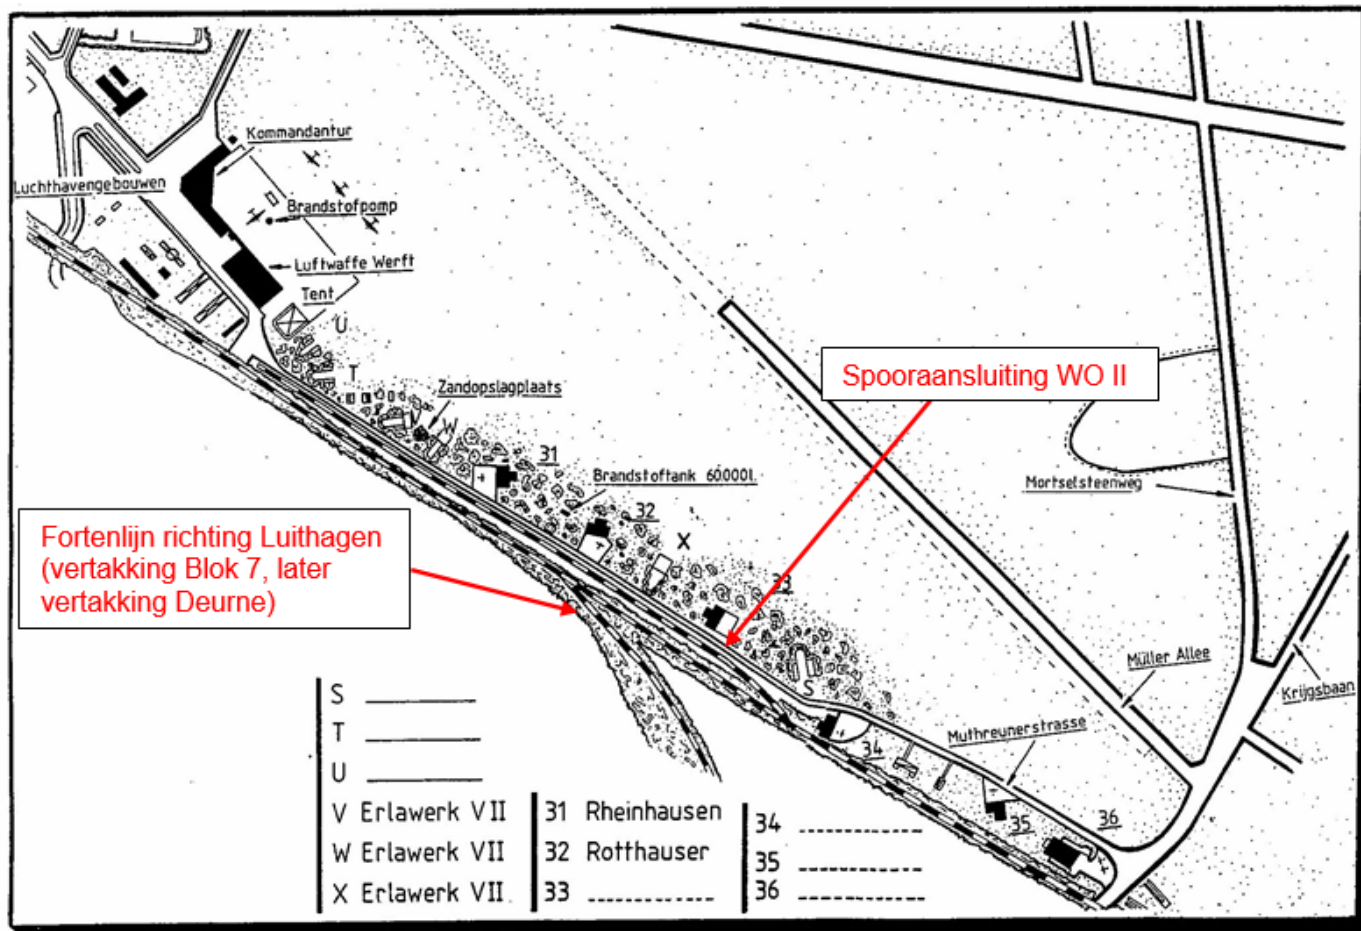 Kommandantur
Luchthavengebouwen
Brandstofpomp
Luftwaffe Werft
Tent
U
T
Zandopslagplaats
V
W
31
Brandstoftank 60000l.
32
X
33
S
34
35
36
Spooraansluiting WO II
Mortselsteenweg
Müller Allee
Krijgsbaan
Muthreunerstrasse
Fortenlijn richting Luithagen
(vertakking Blok 7, later
vertakking Deurne)
S
T
U
V Erlawerk VII
W Erlawerk VII
X Erlawerk VII
31 Rheinhausen
32 Rotthauser
33
34
35
36